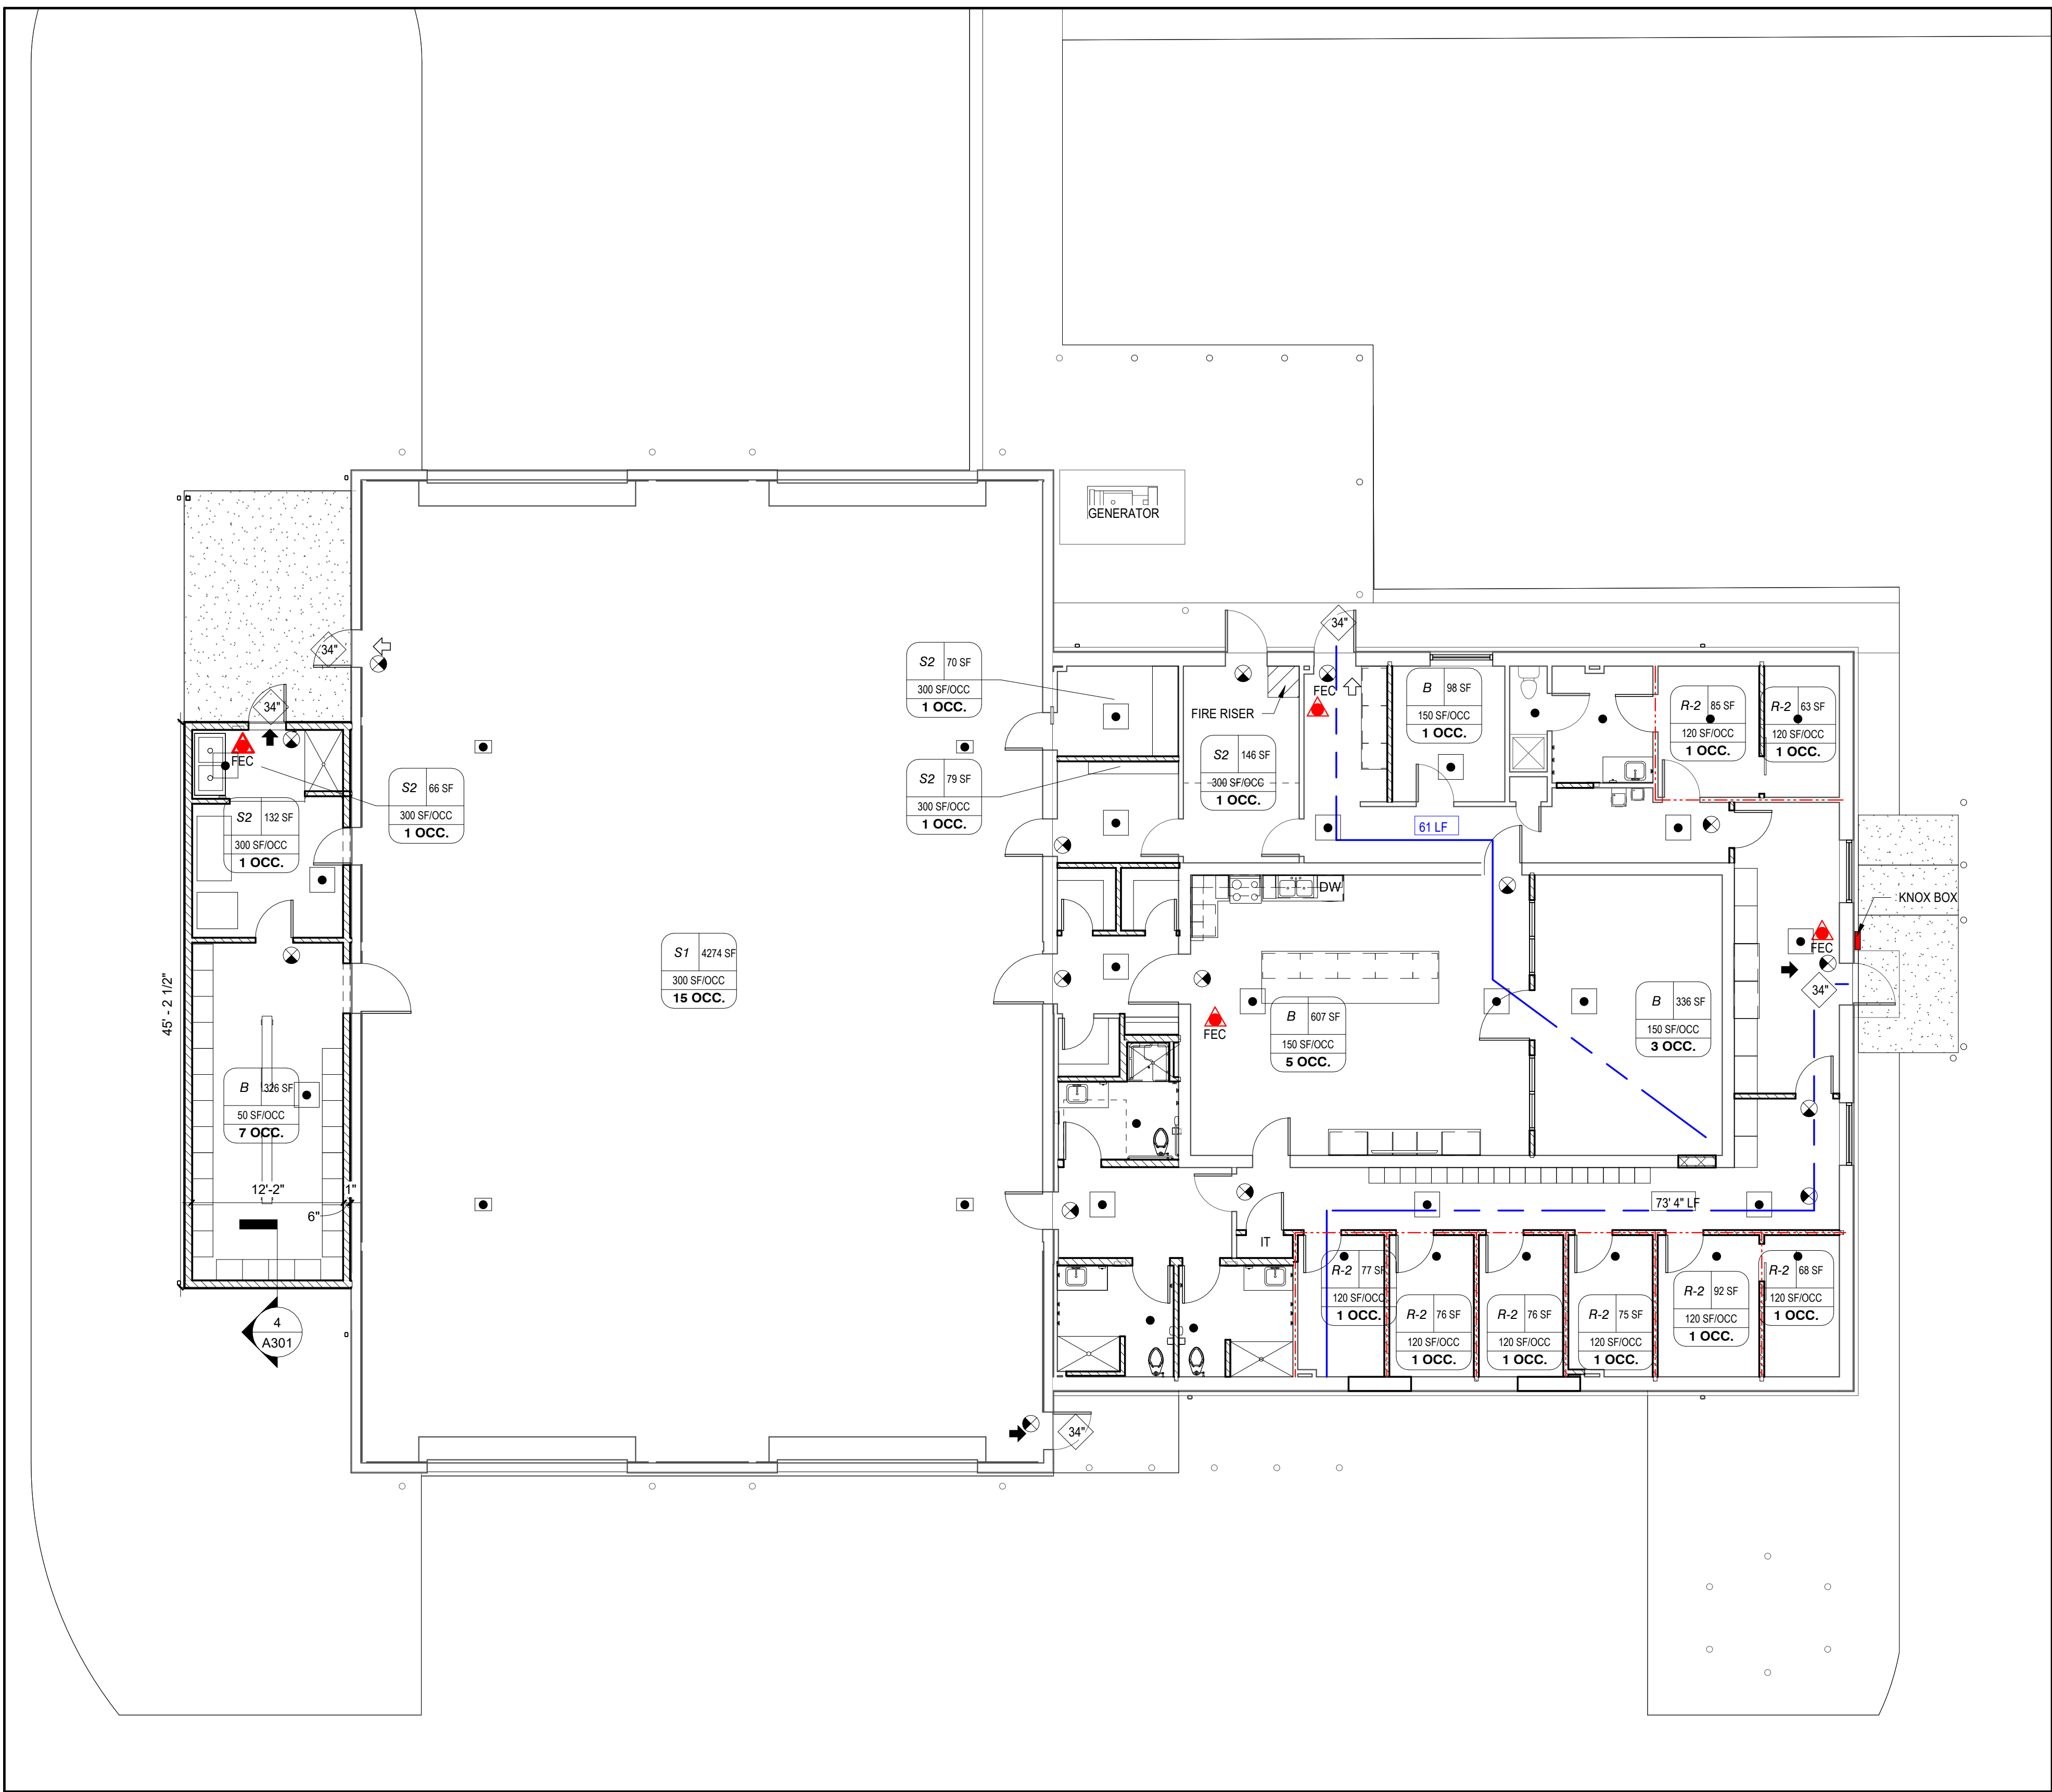 GENERATOR
34"
34"
34"
FEC
S2 66 SF
300 SF/OCC
1 OCC.
S2 132 SF
300 SF/OCC
1 OCC.
S2 70 SF
300 SF/OCC
1 OCC.
S2 79 SF
300 SF/OCC
1 OCC.
FIRE RISER
S2 146 SF
300 SF/OCC
1 OCC.
FEC
B 98 SF
150 SF/OCC
1 OCC.
R-2 85 SF
120 SF/OCC
1 OCC.
R-2 63 SF
120 SF/OCC
1 OCC.
61 LF
DW
KNOX BOX
FEC
34"
S1 4274 SF
300 SF/OCC
15 OCC.
45' - 2 1/2"
B 326 SF
50 SF/OCC
7 OCC.
FEC
B 607 SF
150 SF/OCC
5 OCC.
B 336 SF
150 SF/OCC
3 OCC.
12'-2"
1"
6"
73' 4" LF
IT
R-2 77 SF
120 SF/OCC
1 OCC.
R-2 76 SF
120 SF/OCC
1 OCC.
R-2 76 SF
120 SF/OCC
1 OCC.
R-2 75 SF
120 SF/OCC
1 OCC.
R-2 92 SF
120 SF/OCC
1 OCC.
R-2 68 SF
120 SF/OCC
1 OCC.
4
A301
34"